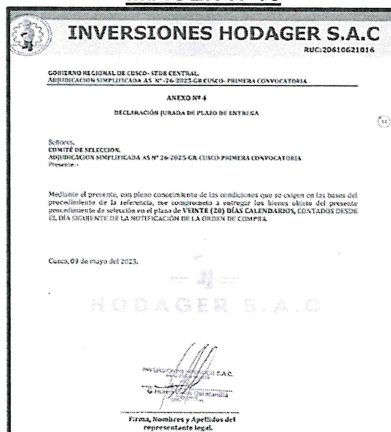 INVERSIONES HODAGER S.A.C
RUC:20610621016
GOBIERNO REGIONAL DE CUSCO- SEDE CENTRAL.
ADJUDICACION SIMPLIFICADA AS Nº -26-2025-GR CUSCO- PRIMERA CONVOCATORIA
ANEXO Nº 4
DECLARACIÓN JURADA DE PLAZO DE ENTREGA
Señores.
COMITÉ DE SELECCIÓN.
ADJUDICACION SIMPLIFICADA AS Nº 26-2025-GR-CUSCO-PRIMERA CONVOCATORIA
Presente.-
Mediante el presente, con pleno conocimiento de las condiciones que se exigen en las bases del
procedimiento de la referencia, me comprometo a entregar los bienes objeto del presente
procedimiento de selección en el plazo de VEINTE (20) DÍAS CALENDARIOS, CONTADOS DESDE
EL DÍA SIGUIENTE DE LA NOTIFICACIÓN DE LA ORDEN DE COMPRA.
Cusco, 09 de mayo del 2025.
HODAGER S.A.C
INVERSIONES HODAGER S.A.C.
Firma, Nombres y Apellidos del
representante legal.